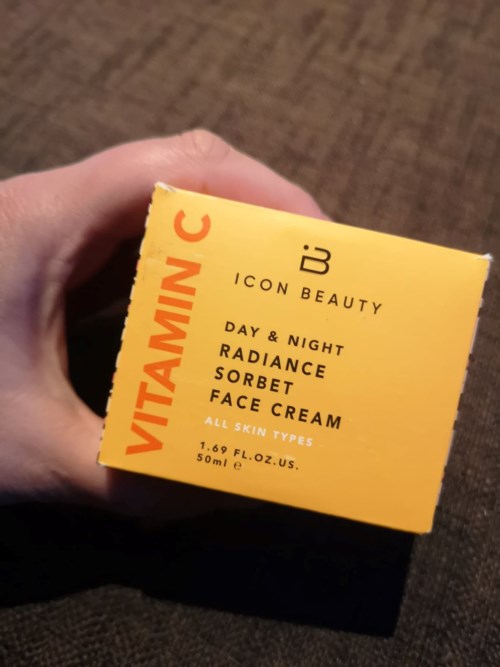 VITAMIN C
ICON BEAUTY
DAY & NIGHT
RADIANCE
SORBET
FACE CREAM
ALL SKIN TYPES
1.69 FL.OZ.US.
50ml ℮